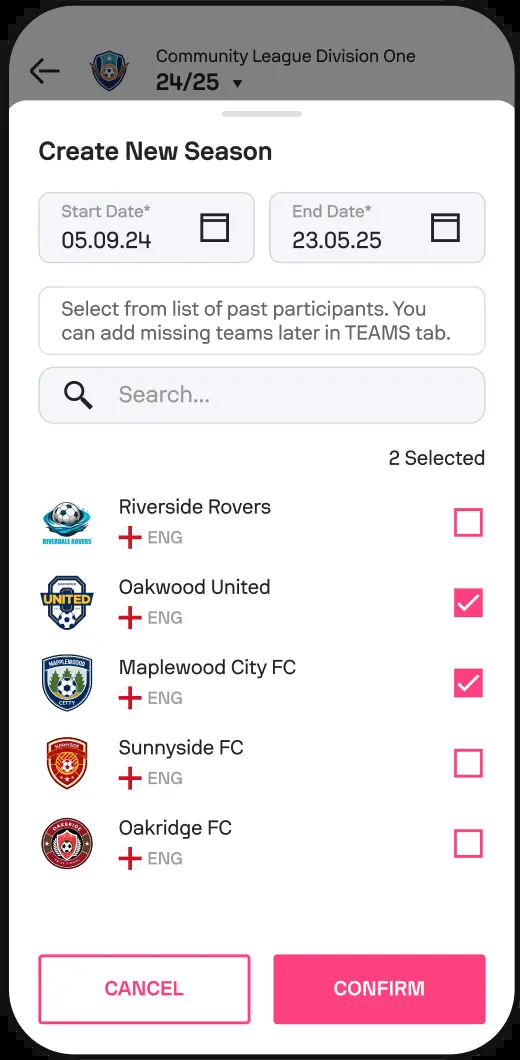 Community League Division One
24/25
Create New Season
Start Date*
05.09.24
End Date*
23.05.25
Select from list of past participants. You
can add missing teams later in TEAMS tab.
Search...
2 Selected
RIVERDALE ROVERS
Riverside Rovers
ENG
UNITED
Oakwood United
ENG
Maplewood City FC
ENG
CETTY
SUNNYSIDE
Sunnyside FC
ENG
Oakridge FC
ENG
CANCEL
CONFIRM